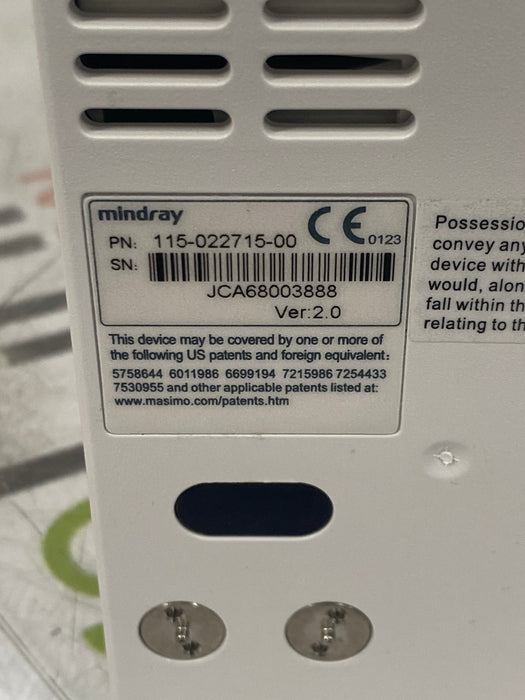 mindray
CE 0123
PN: 115-022715-00
SN:
JCA68003888
Ver:2.0
This device may be covered by one or more of
the following US patents and foreign equivalent:
5758644 6011986 6699194 7215986 7254433
7530955 and other applicable patents listed at:
www.masimo.com/patents.htm
Possessio
convey any
device with
would, alon
fall within th
relating to th